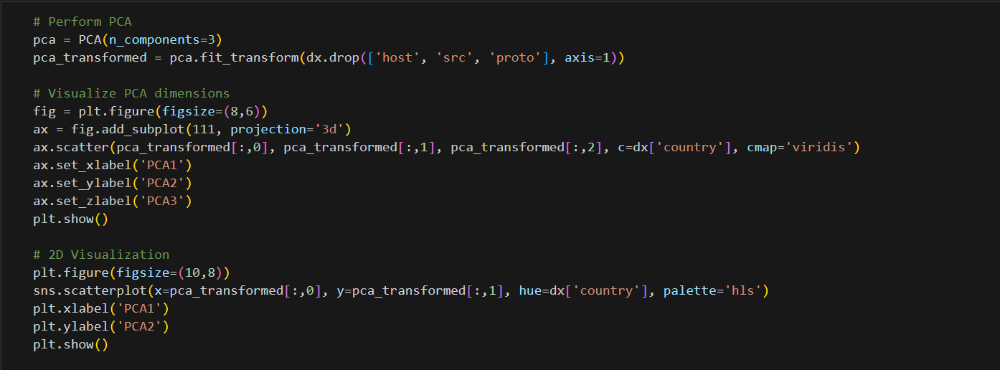 # Perform PCA
pca = PCA(n_components=3)
pca_transformed = pca.fit_transform(dx.drop(['host', 'src', 'proto'], axis=1))
# Visualize PCA dimensions
fig = plt.figure(figsize=(8,6))
ax = fig.add_subplot(111, projection='3d')
ax.scatter(pca_transformed[:,0], pca_transformed[:,1], pca_transformed[:,2], c=dx['country'], cmap='viridis')
ax.set_xlabel('PCA1')
ax.set_ylabel('PCA2')
ax.set_zlabel('PCA3')
plt.show()
# 2D Visualization
plt.figure(figsize=(10,8))
sns.scatterplot(x=pca_transformed[:,0], y=pca_transformed[:,1], hue=dx['country'], palette='hls')
plt.xlabel('PCA1')
plt.ylabel('PCA2')
plt.show()